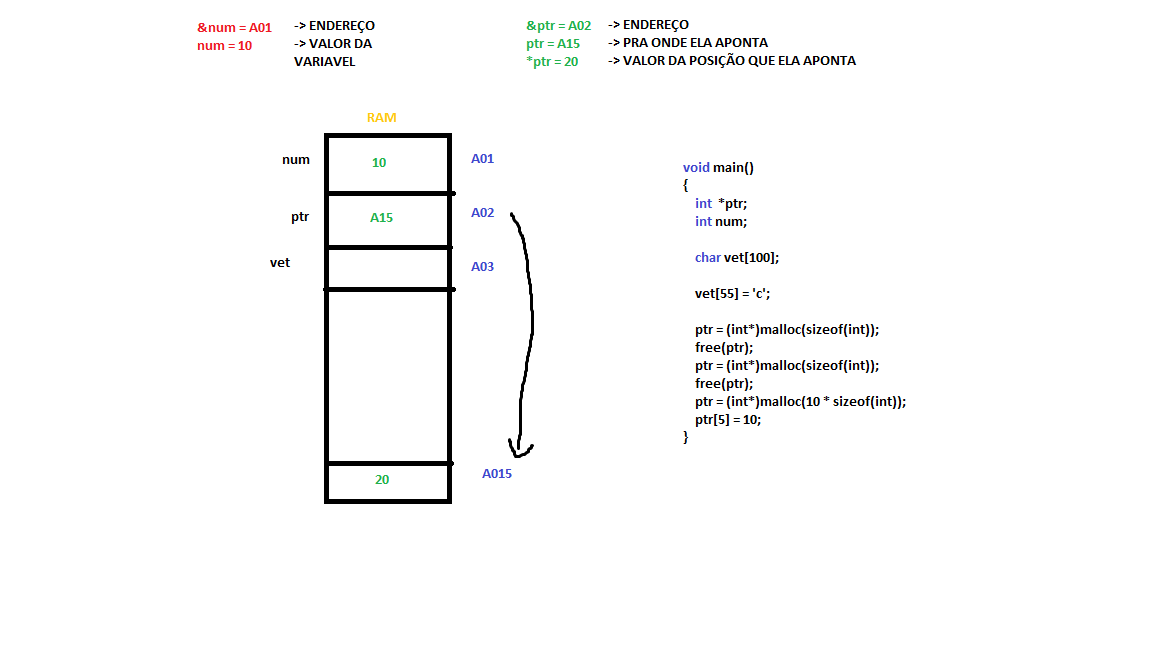 &num = A01 -> ENDEREÇO
num = 10 -> VALOR DA
VARIAVEL
&ptr = A02 -> ENDEREÇO
ptr = A15 -> PRA ONDE ELA APONTA
*ptr = 20 -> VALOR DA POSIÇÃO QUE ELA APONTA
RAM
num 10 A01
ptr A15 A02
vet A03
20 A015
void main()
{
int *ptr;
int num;
char vet[100];
vet[55] = 'c';
ptr = (int*)malloc(sizeof(int));
free(ptr);
ptr = (int*)malloc(sizeof(int));
free(ptr);
ptr = (int*)malloc(10 * sizeof(int));
ptr[5] = 10;
}